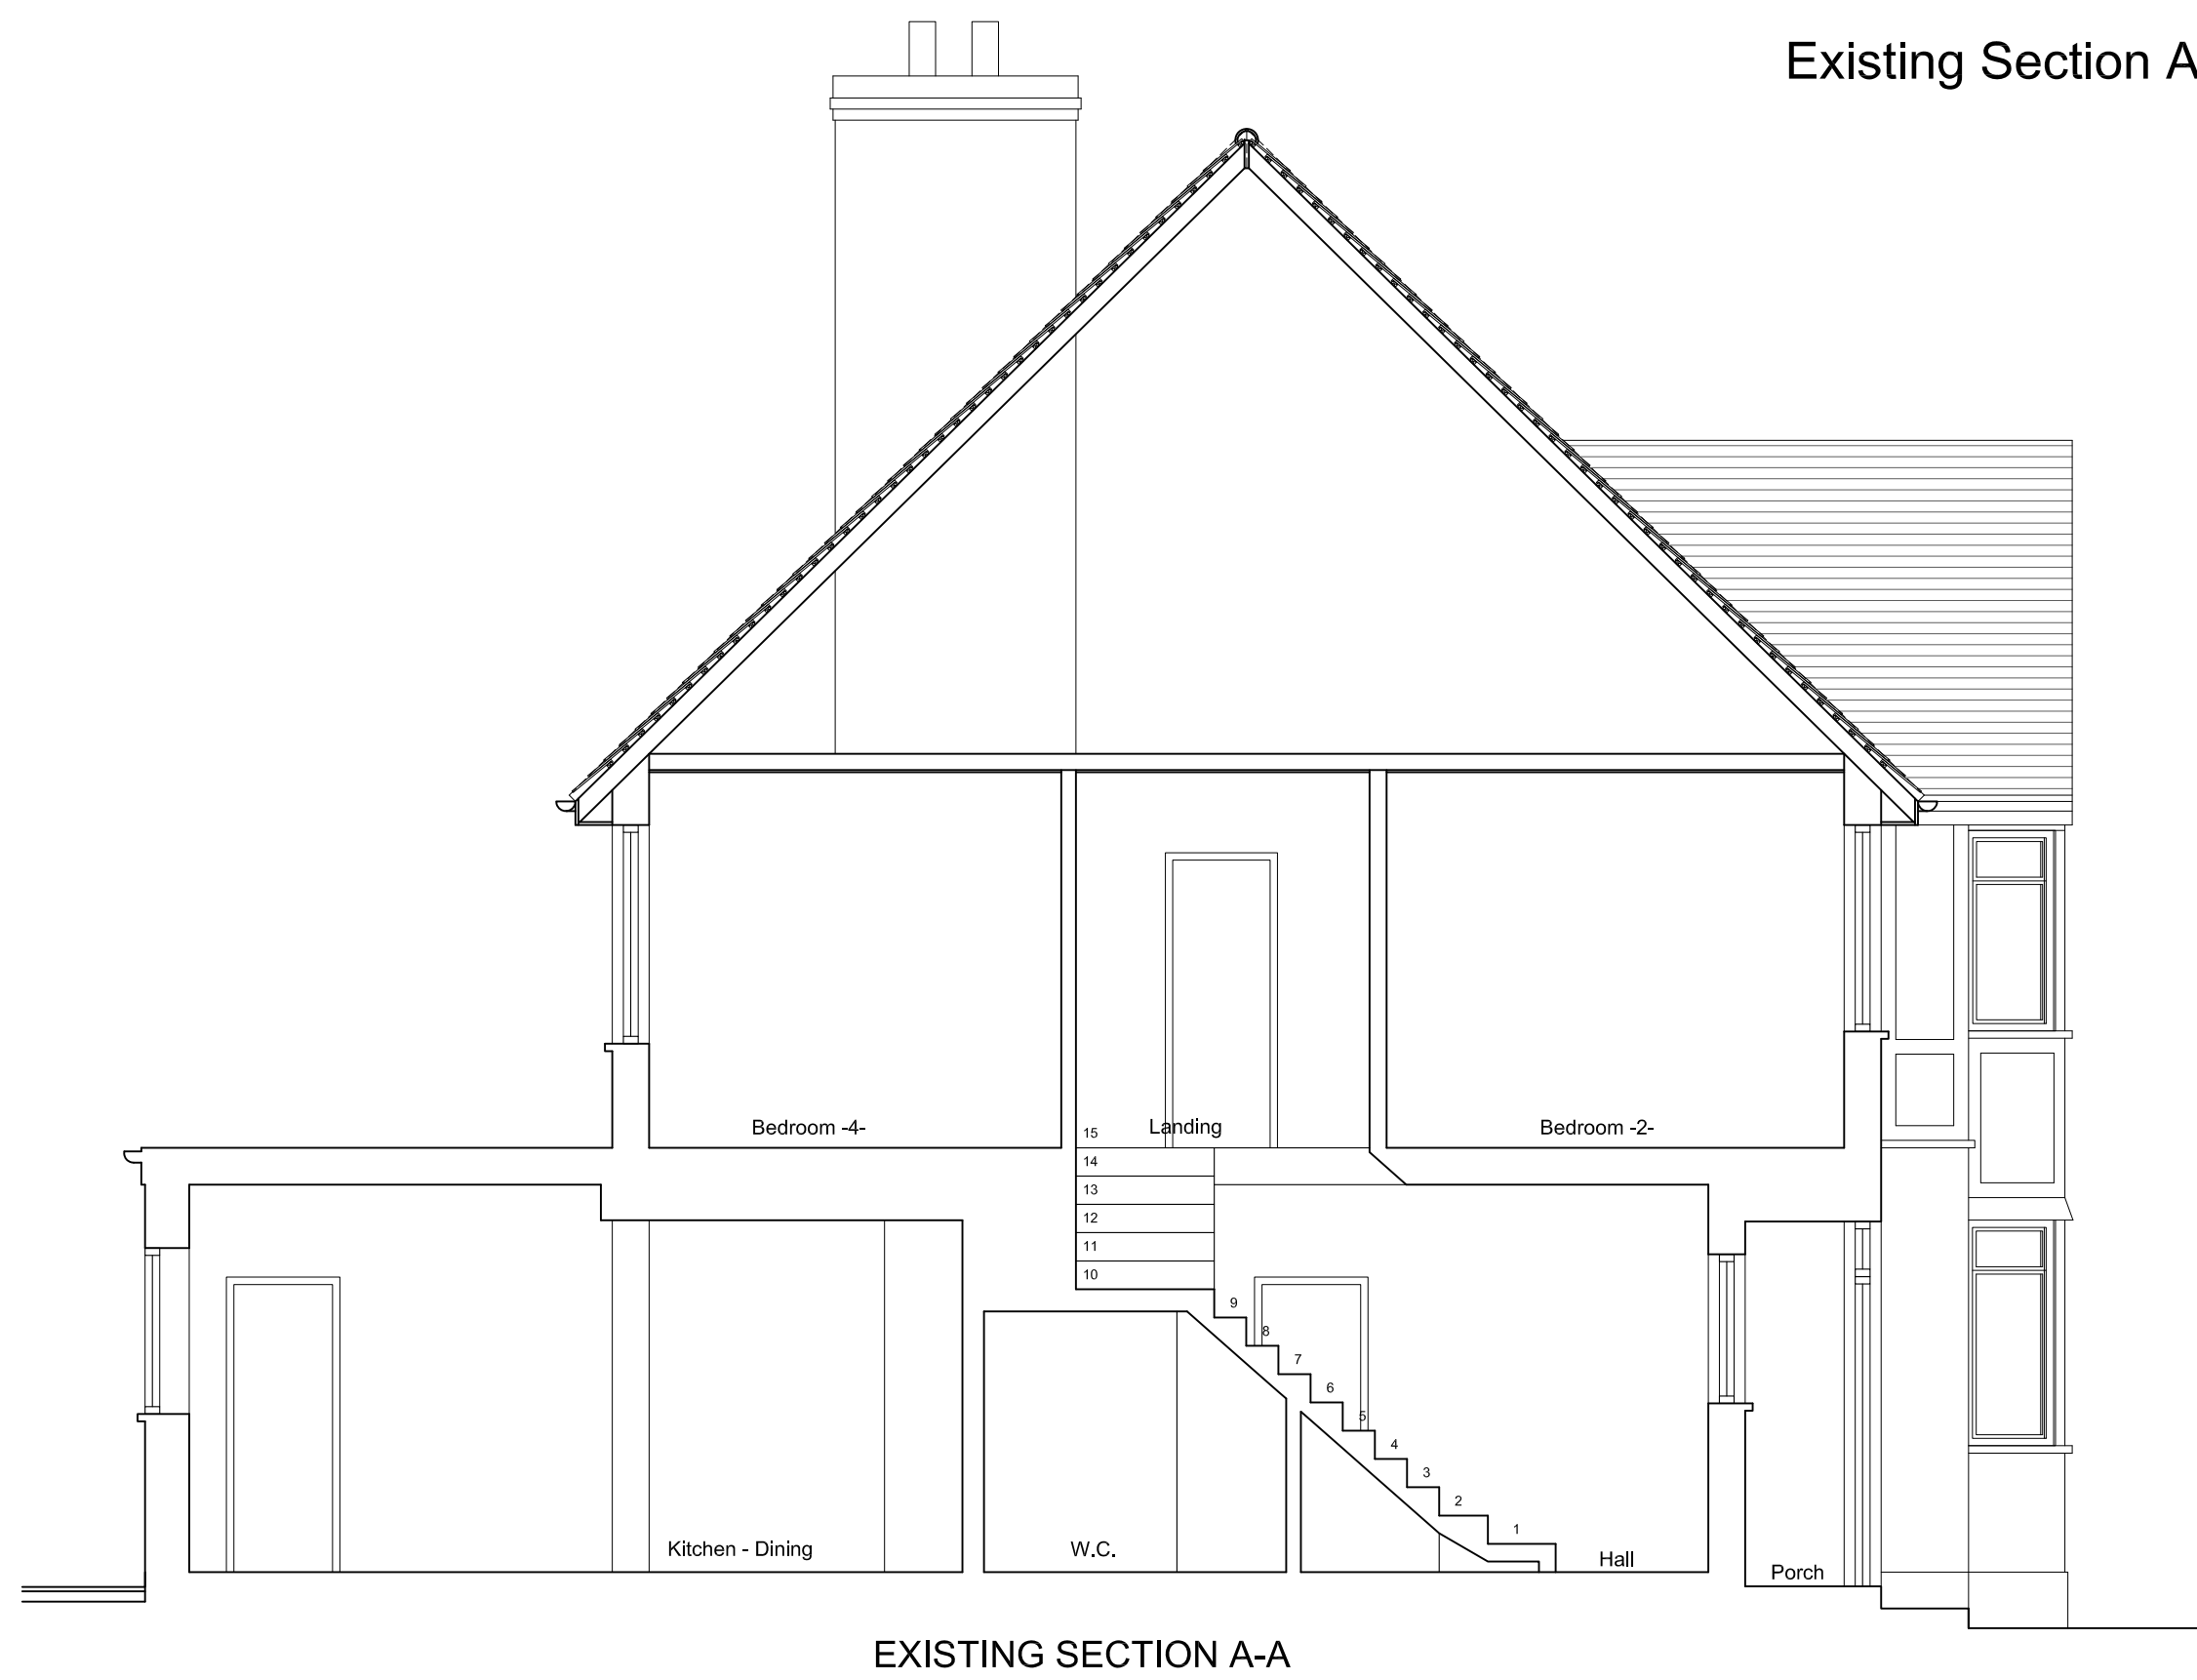 Existing Section A
Bedroom -4-
Landing
Bedroom -2-
15
14
13
12
11
10
9
8
7
6
5
4
3
2
1
Kitchen - Dining
W.C.
Hall
Porch
EXISTING SECTION A-A